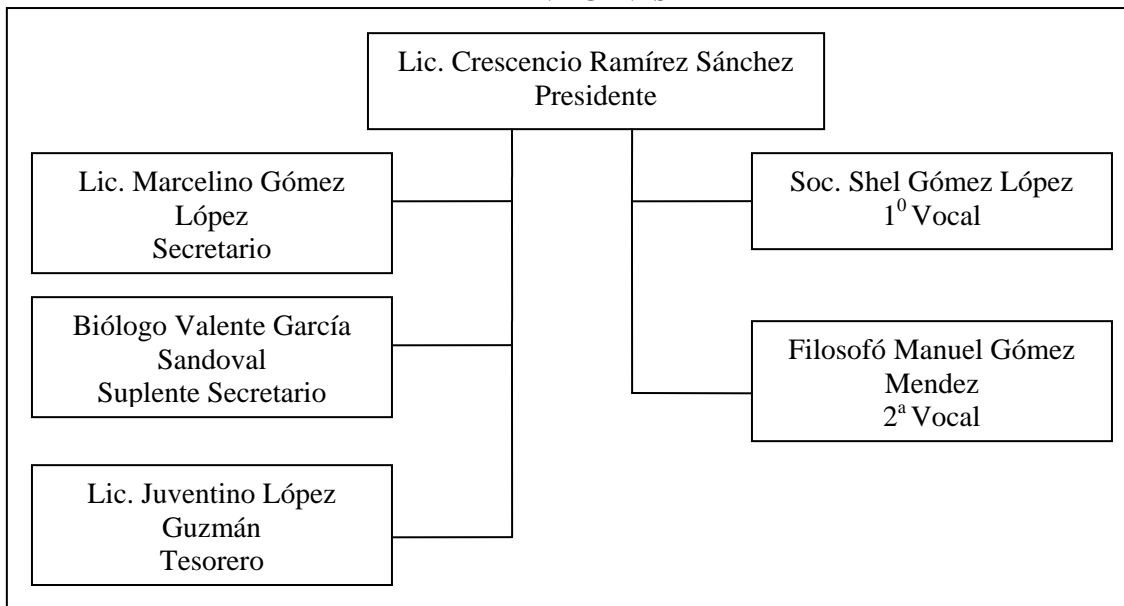 Lic. Crescencio Ramírez Sánchez
Presidente
Lic. Marcelino Gómez
López
Secretario
Soc. Shel Gómez López
1⁰ Vocal
Biólogo Valente García
Sandoval
Suplente Secretario
Filosofó Manuel Gómez
Mendez
2ª Vocal
Lic. Juventino López
Guzmán
Tesorero